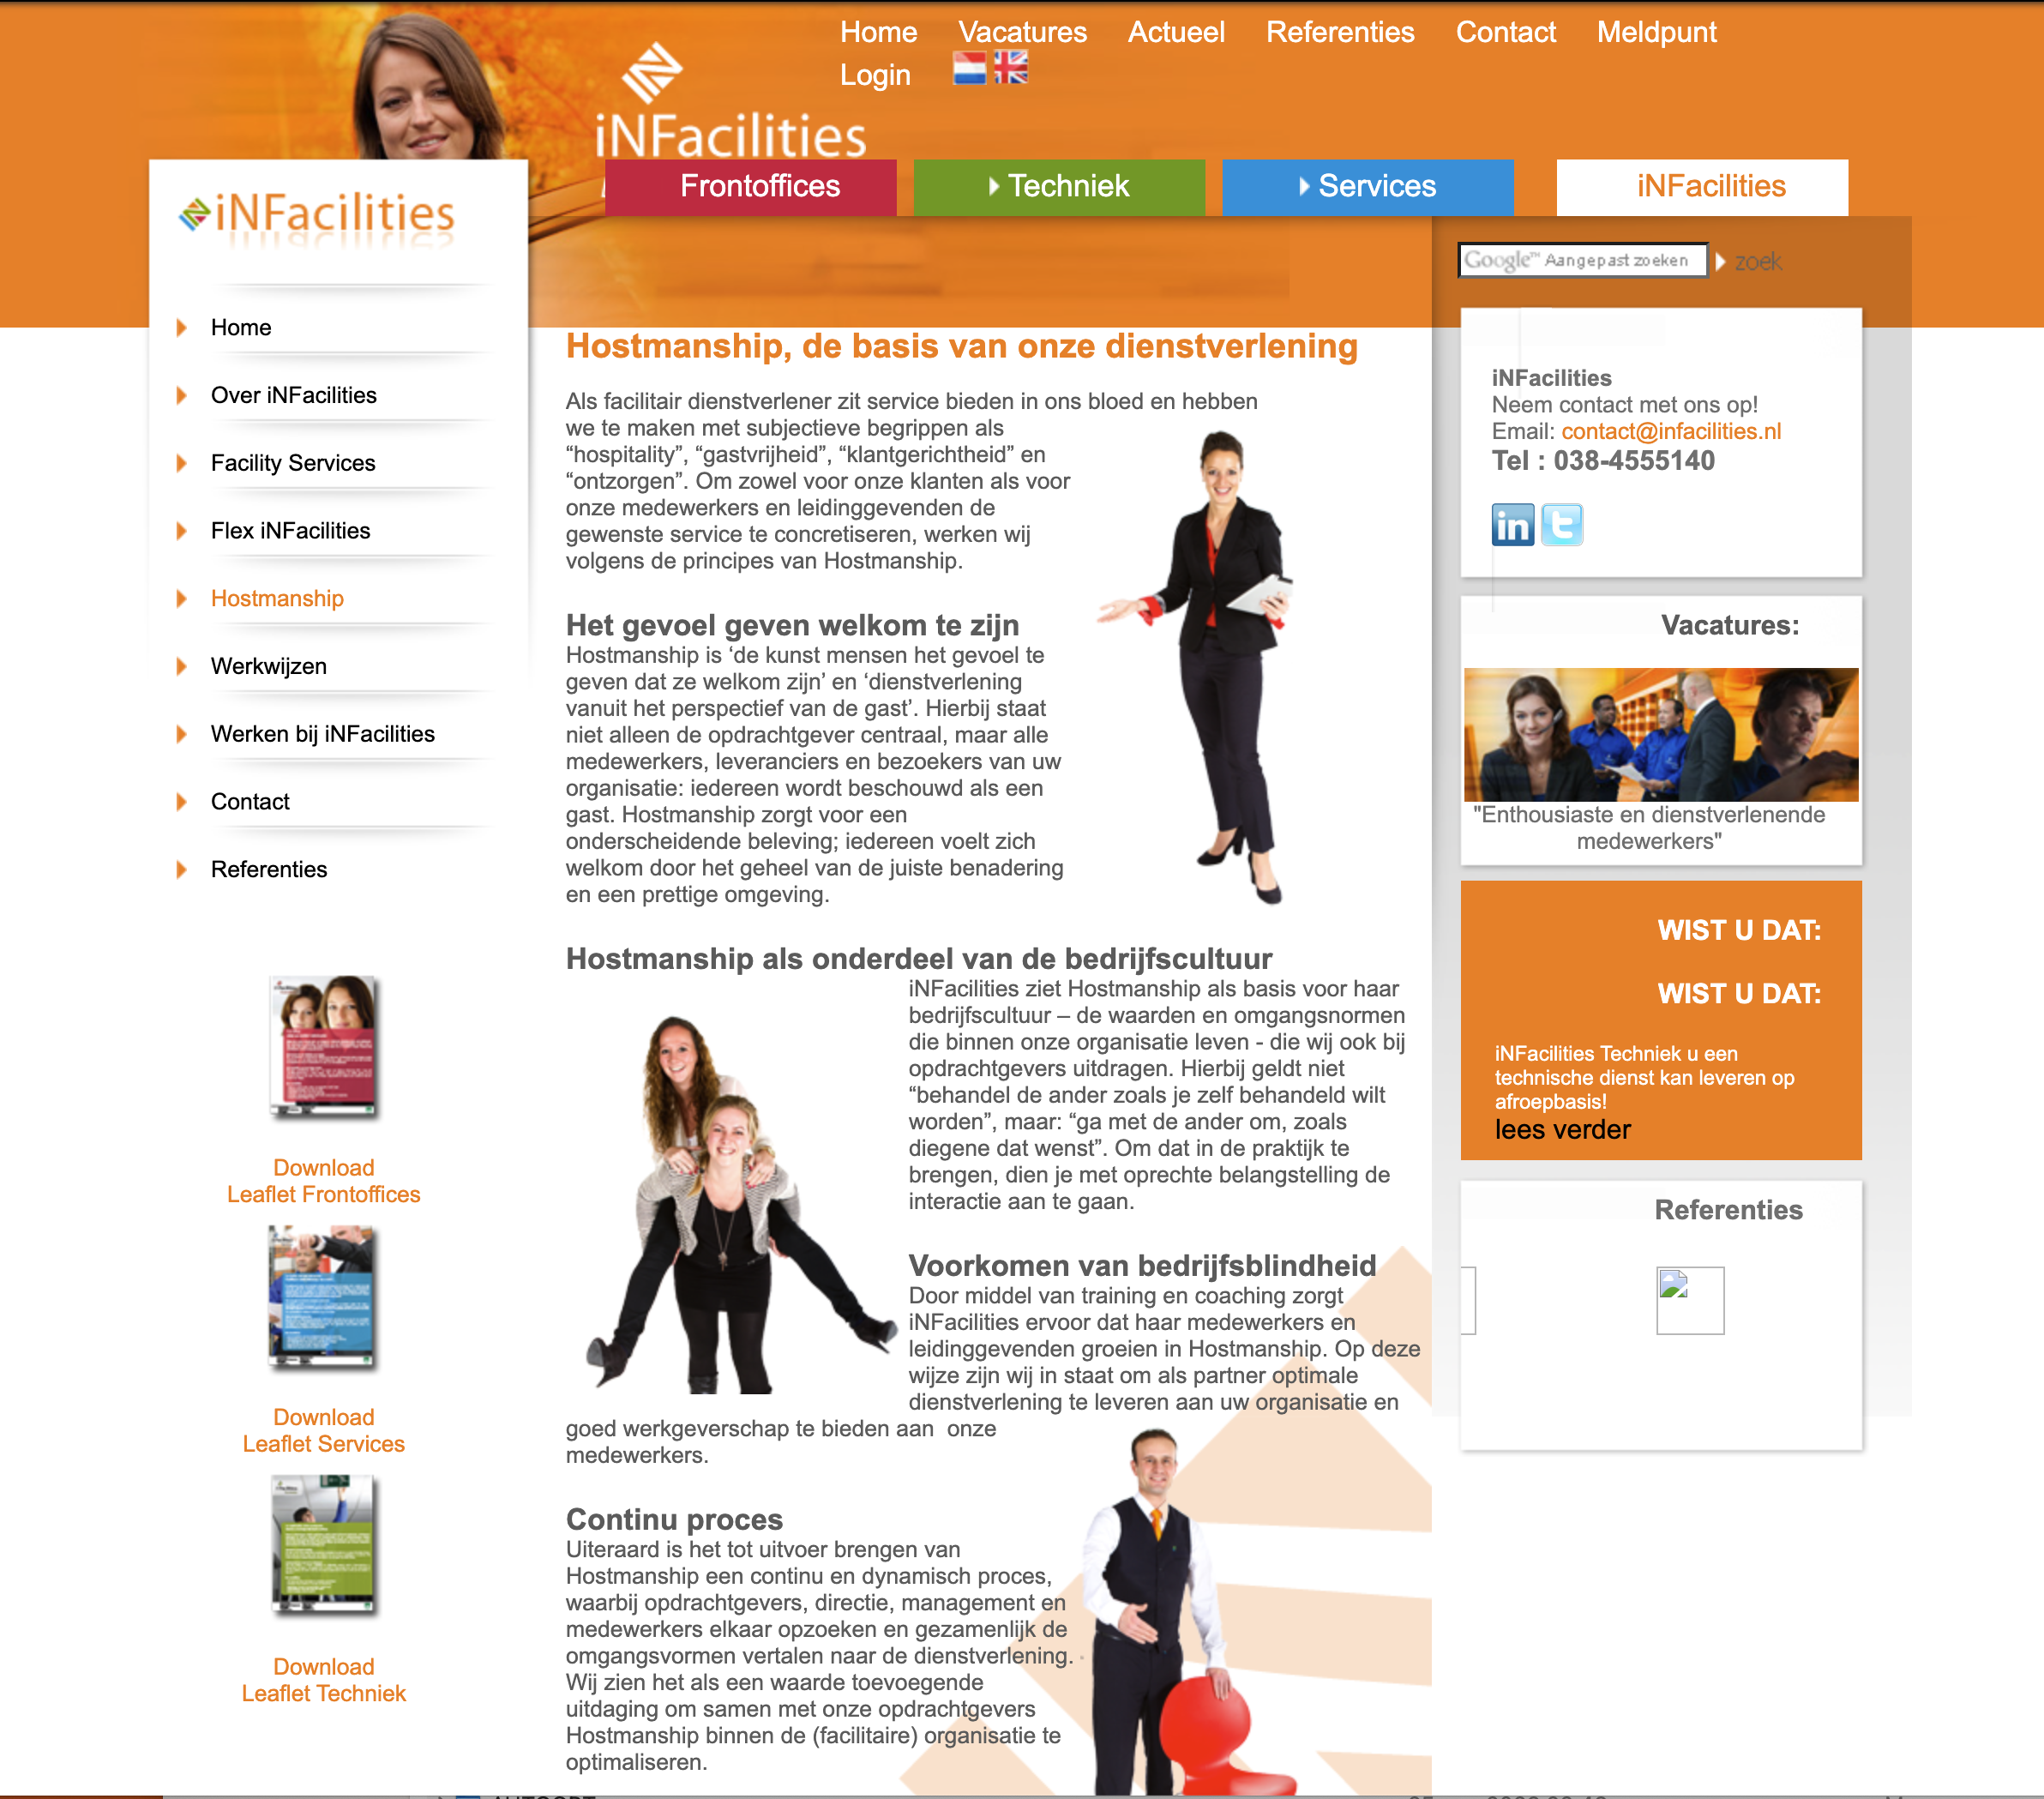 Home Vacatures Actueel Referenties Contact Meldpunt
Login
iNFacilities
Frontoffices
Techniek
Services
iNFacilities
iNFacilities
Home
Over iNFacilities
Facility Services
Flex iNFacilities
Hostmanship
Werkwijzen
Werken bij iNFacilities
Contact
Referenties
Download
Leaflet Frontoffices
Download
Leaflet Services
Download
Leaflet Techniek
Hostmanship, de basis van onze dienstverlening
Als facilitair dienstverlener zit service bieden in ons bloed en hebben
we te maken met subjectieve begrippen als
“hospitality”, “gastvrijheid”, “klantgerichtheid” en
“ontzorgen”. Om zowel voor onze klanten als voor
onze medewerkers en leidinggevenden de
gewenste service te concretiseren, werken wij
volgens de principes van Hostmanship.
Het gevoel geven welkom te zijn
Hostmanship is ‘de kunst mensen het gevoel te
geven dat ze welkom zijn’ en ‘dienstverlening
vanuit het perspectief van de gast’. Hierbij staat
niet alleen de opdrachtgever centraal, maar alle
medewerkers, leveranciers en bezoekers van uw
organisatie: iedereen wordt beschouwd als een
gast. Hostmanship zorgt voor een
onderscheidende beleving; iedereen voelt zich
welkom door het geheel van de juiste benadering
en een prettige omgeving.
Hostmanship als onderdeel van de bedrijfscultuur
iNFacilities ziet Hostmanship als basis voor haar
bedrijfscultuur – de waarden en omgangsnormen
die binnen onze organisatie leven - die wij ook bij
opdrachtgevers uitdragen. Hierbij geldt niet
“behandel de ander zoals je zelf behandeld wilt
worden”, maar: “ga met de ander om, zoals
diegene dat wenst”. Om dat in de praktijk te
brengen, dien je met oprechte belangstelling de
interactie aan te gaan.
Voorkomen van bedrijfsblindheid
Door middel van training en coaching zorgt
iNFacilities ervoor dat haar medewerkers en
leidinggevenden groeien in Hostmanship. Op deze
wijze zijn wij in staat om als partner optimale
dienstverlening te leveren aan uw organisatie en
goed werkgeverschap te bieden aan onze
medewerkers.
Continu proces
Uiteraard is het tot uitvoer brengen van
Hostmanship een continu en dynamisch proces,
waarbij opdrachtgevers, directie, management en
medewerkers elkaar opzoeken en gezamenlijk de
omgangsvormen vertalen naar de dienstverlening.
Wij zien het als een waarde toevoegende
uitdaging om samen met onze opdrachtgevers
Hostmanship binnen de (facilitaire) organisatie te
optimaliseren.
Google™ Aangepast zoeken zoek
iNFacilities
Neem contact met ons op!
Email: contact@infacilities.nl
Tel : 038-4555140
in t
Vacatures:
"Enthousiaste en dienstverlenende
medewerkers"
WIST U DAT:
WIST U DAT:
iNFacilities Techniek u een
technische dienst kan leveren op
afroepbasis!
lees verder
Referenties